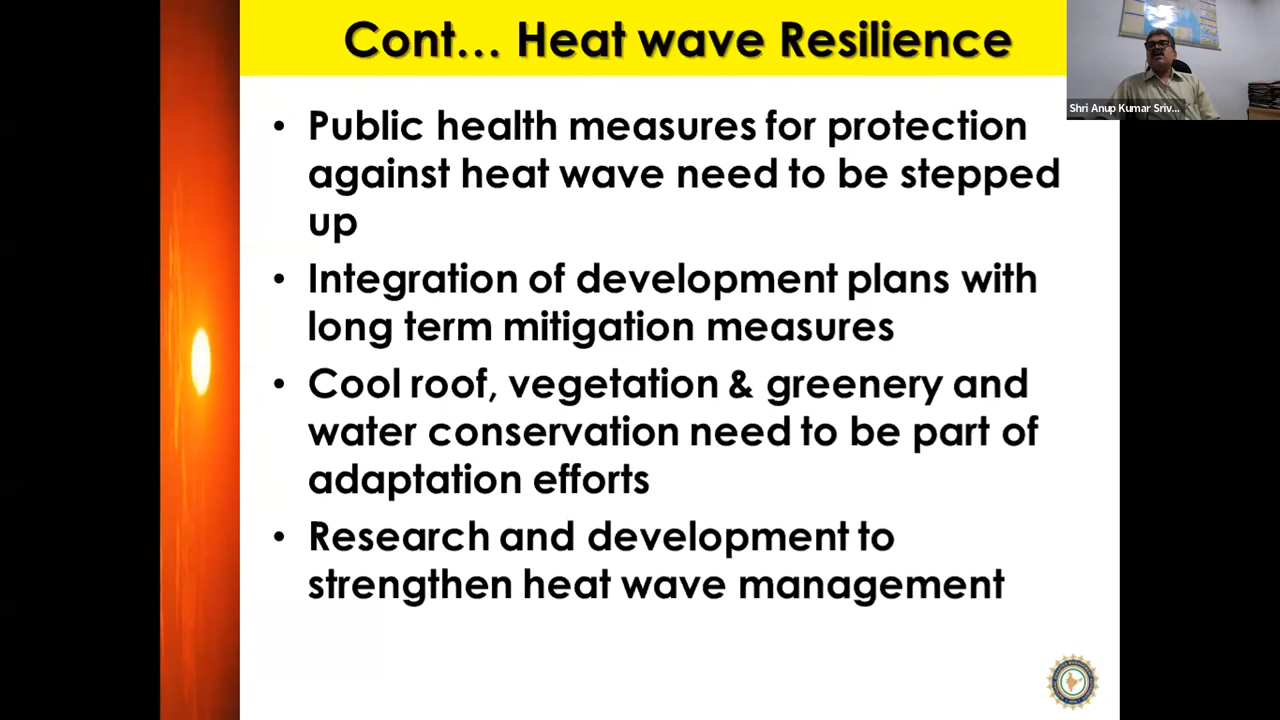 Cont... Heat wave Resilience
Shri Anup Kumar Sriv...
• Public health measures for protection
against heat wave need to be stepped
up
• Integration of development plans with
long term mitigation measures
• Cool roof, vegetation & greenery and
water conservation need to be part of
adaptation efforts
• Research and development to
strengthen heat wave management